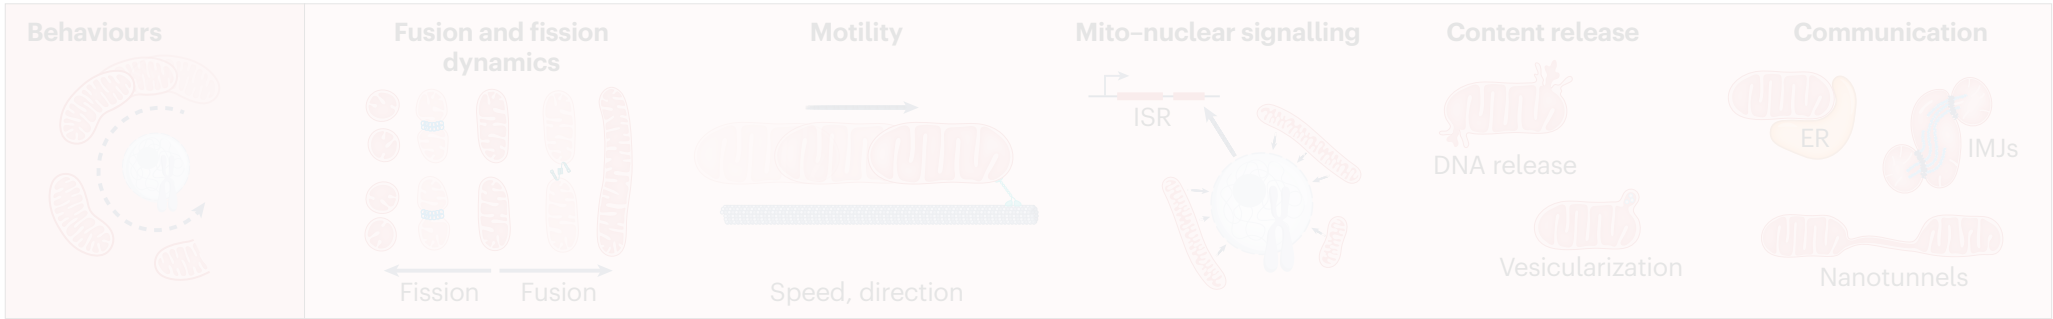 Behaviours
Fusion and fission
dynamics
Fission
Fusion
Motility
Speed, direction
Mito–nuclear signalling
ISR
Content release
DNA release
Vesicularization
Communication
ER
IMJs
Nanotunnels